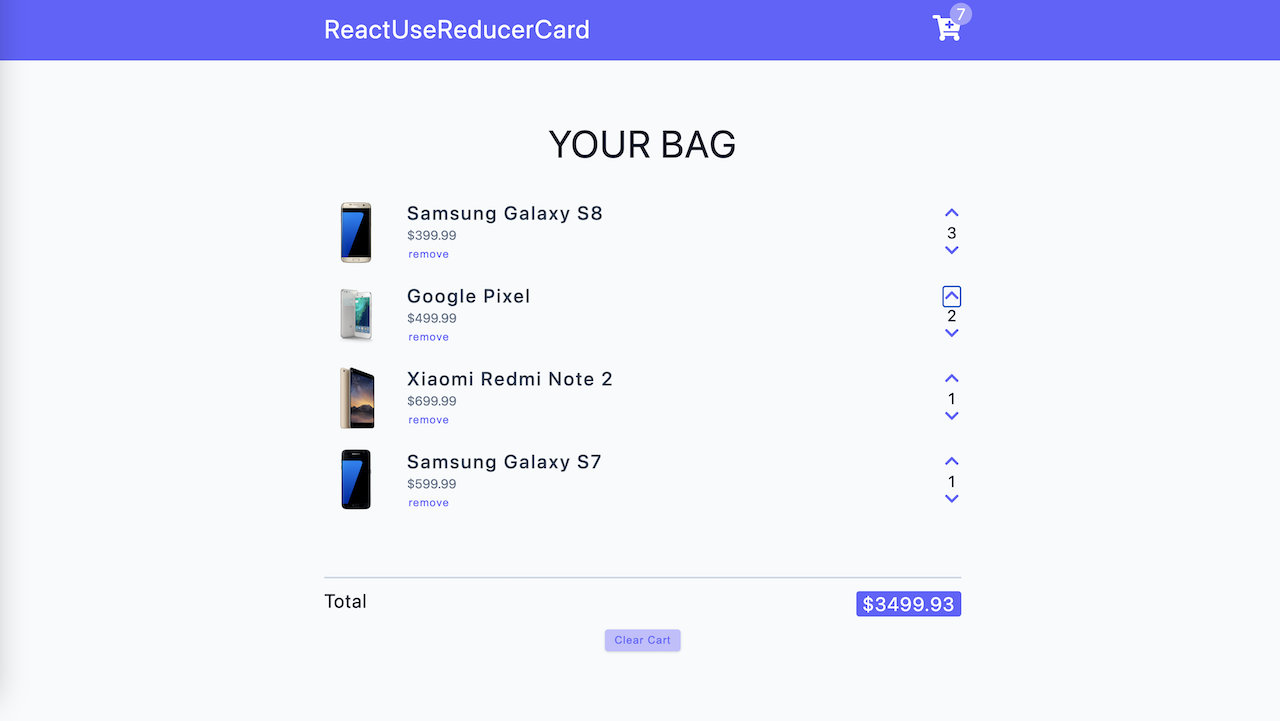 ReactUseReducerCard
7
YOUR BAG
Samsung Galaxy S8
$399.99
remove
3
Google Pixel
$499.99
remove
2
Xiaomi Redmi Note 2
$699.99
remove
1
Samsung Galaxy S7
$599.99
remove
1
Total
$3499.93
Clear Cart